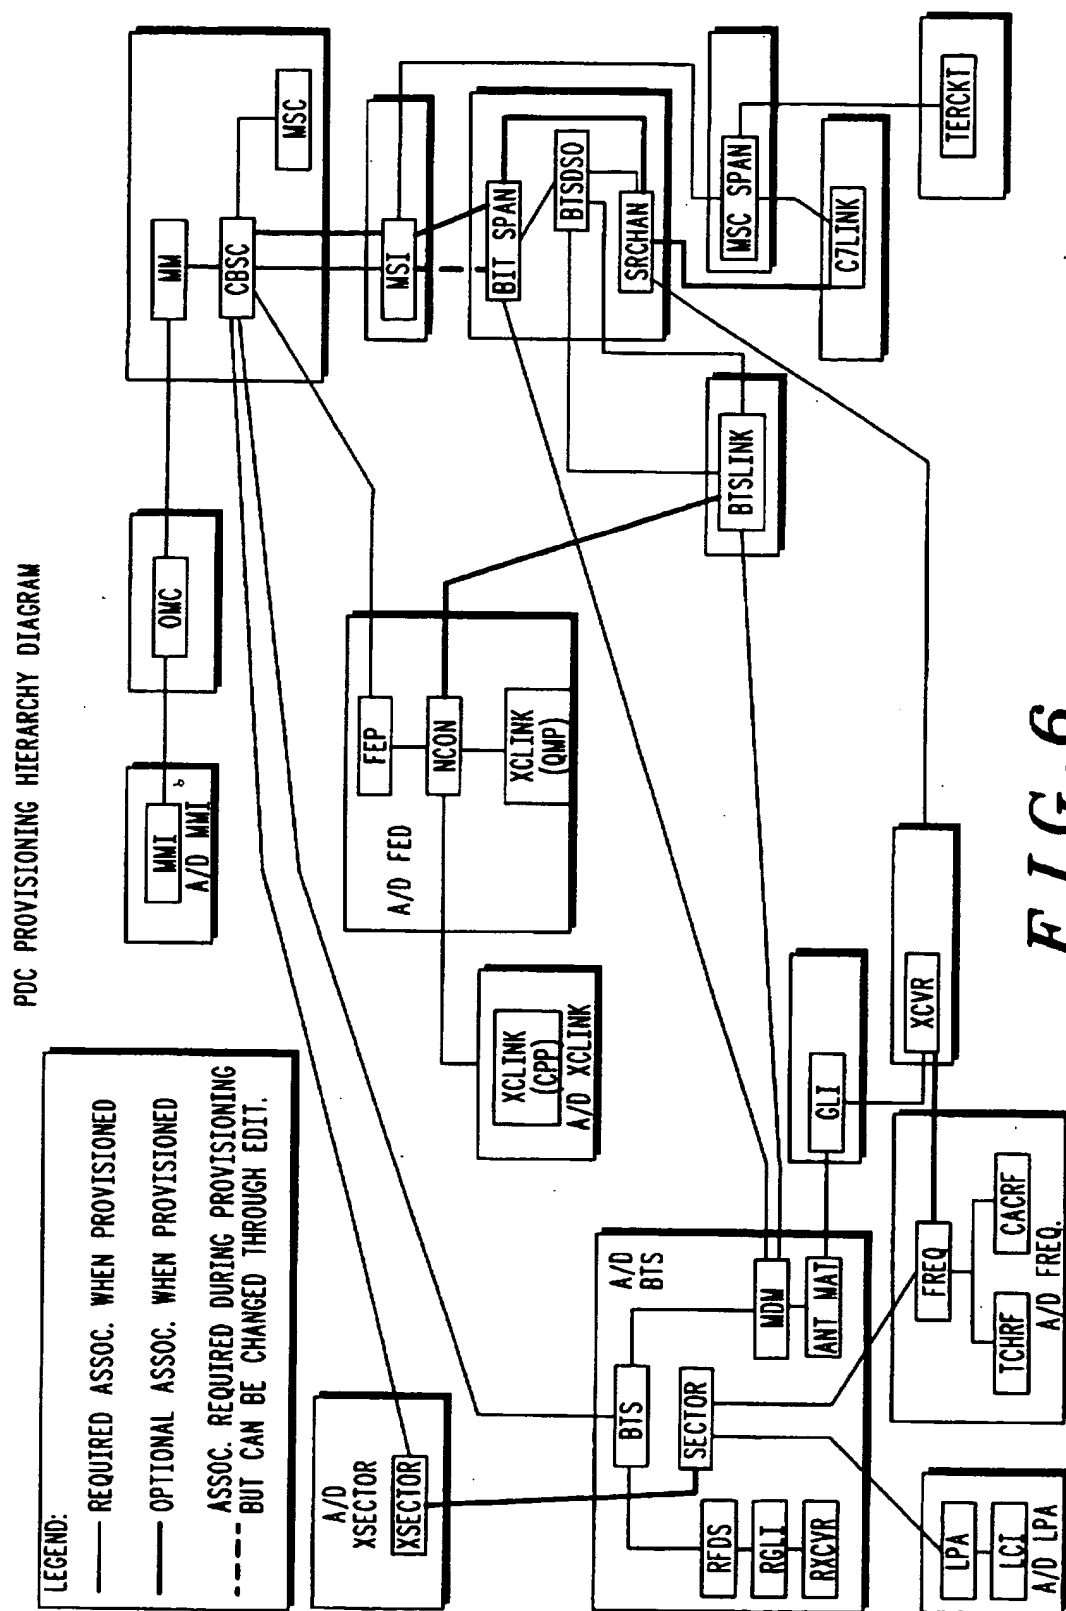 PDC PROVISIONING HIERARCHY DIAGRAM
LEGEND:
REQUIRED ASSOC. WHEN PROVISIONED
OPTIONAL ASSOC. WHEN PROVISIONED
ASSOC. REQUIRED DURING PROVISIONING
BUT CAN BE CHANGED THROUGH EDIT.
MMI
A/D MMI
OMC
MM
CBSC
MSC
A/D
XSECTOR
XSECTOR
XCLINK
(CPP)
A/D XCLINK
A/D FED
FEP
NCON
XCLINK
(QMP)
MSI
BIT SPAN
BTSDSO
SRCHAN
BTSLINK
MSC SPAN
C7LINK
TERCKT
A/D
BTS
BTS
SECTOR
MDM
ANT MAT
RFDS
RGLI
RXCVR
GLI
XCVR
LPA
LCI
A/D LPA
FREQ
TCHRF
CACRF
A/D FREQ.
FIG. 6